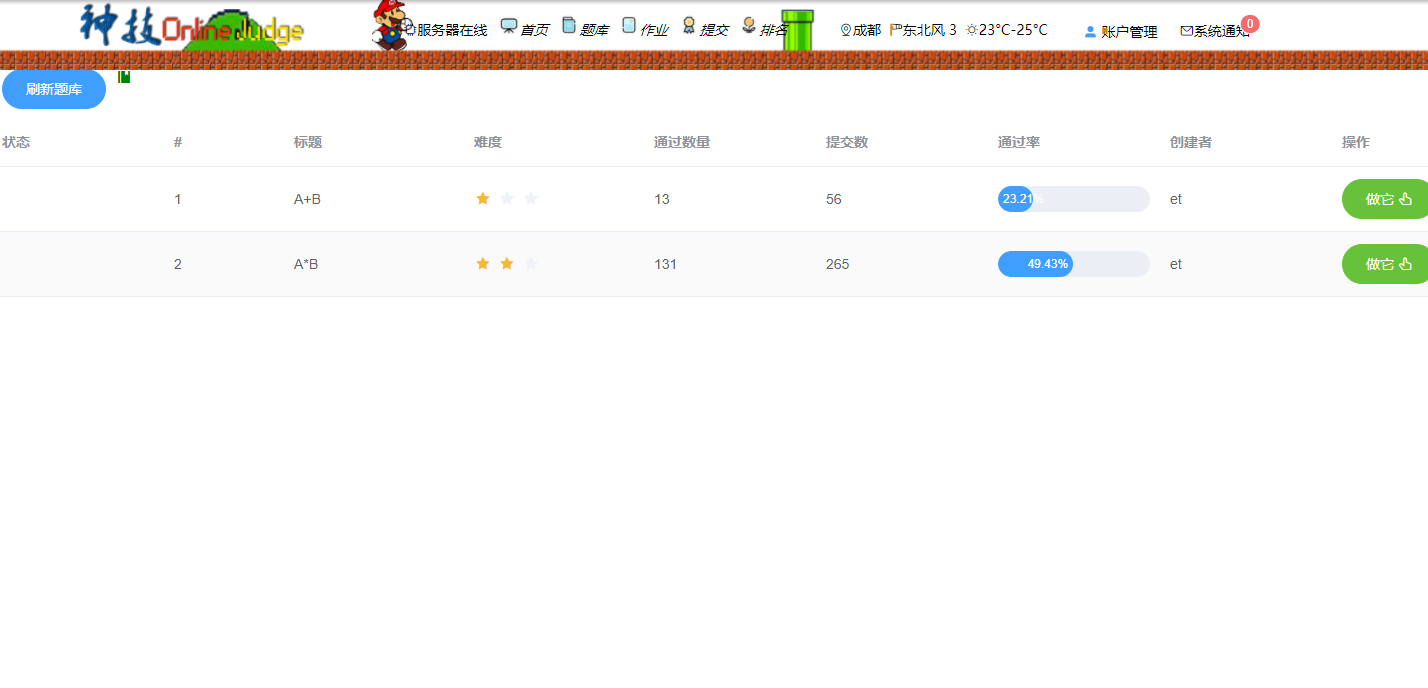 神技OnlineJudge 服务器在线 首页 题库 作业 提交 排名 成都 东北风 3 23°C-25°C 账户管理 系统通知 0
刷新题库
状态 # 标题 难度 通过数量 提交数 通过率 创建者 操作
1 A+B 13 56 23.21% et 做它
2 A*B 131 265 49.43% et 做它